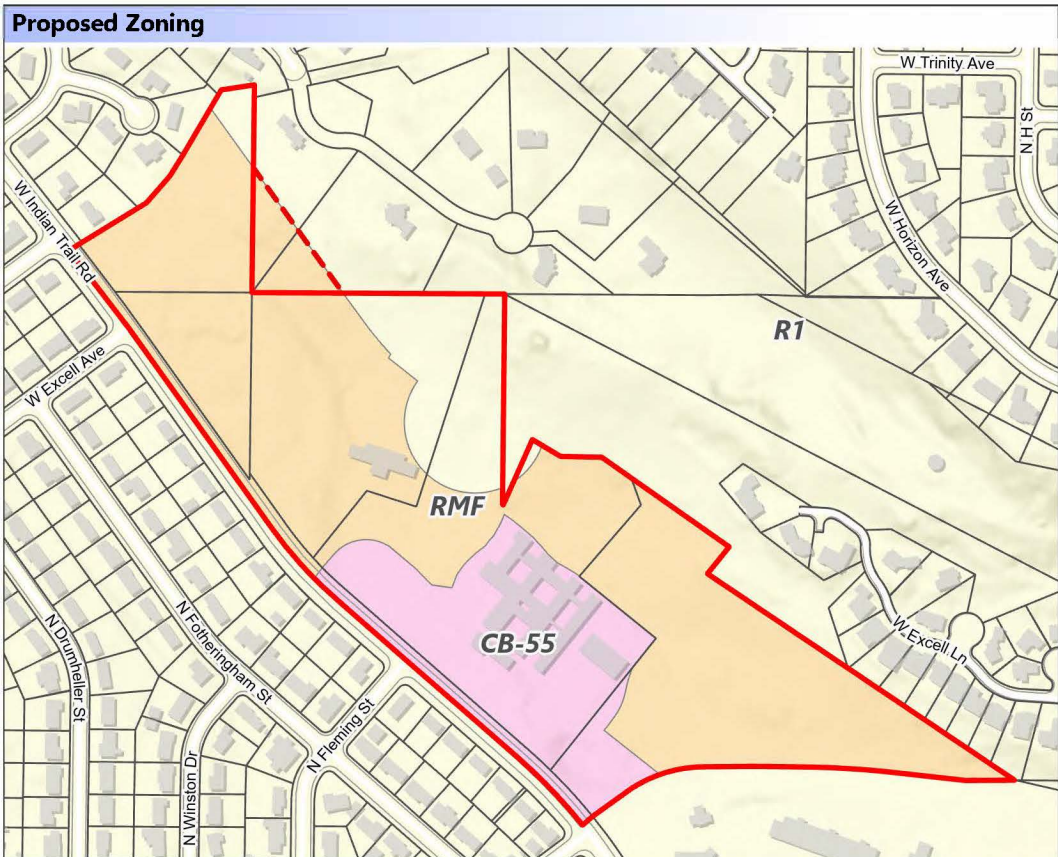 Proposed Zoning
W Trinity Ave
N H St
W Indian Trail Rd
W Horizon Ave
R1
W Excell Ave
RMF
N Drumheller St
N Fotheringham St
CB-55
W Excell Ln
N Fleming St
N Winston Dr